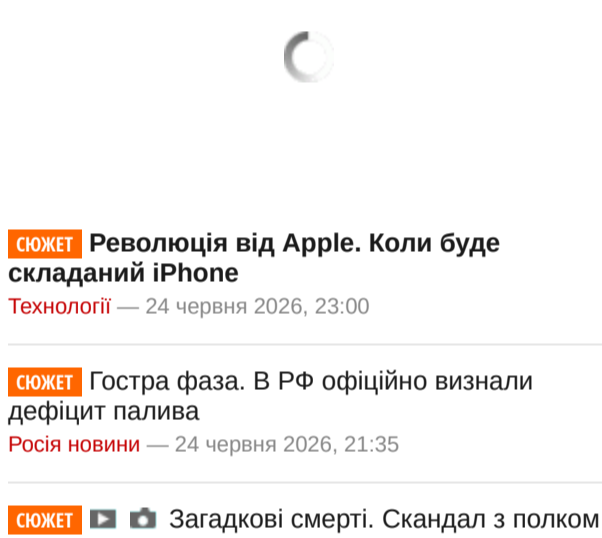 СЮЖЕТ Революція від Apple. Коли буде
складаний iPhone
Технології — 24 червня 2026, 23:00
СЮЖЕТ Гостра фаза. В РФ офіційно визнали
дефіцит палива
Росія новини — 24 червня 2026, 21:35
СЮЖЕТ Загадкові смерті. Скандал з полком